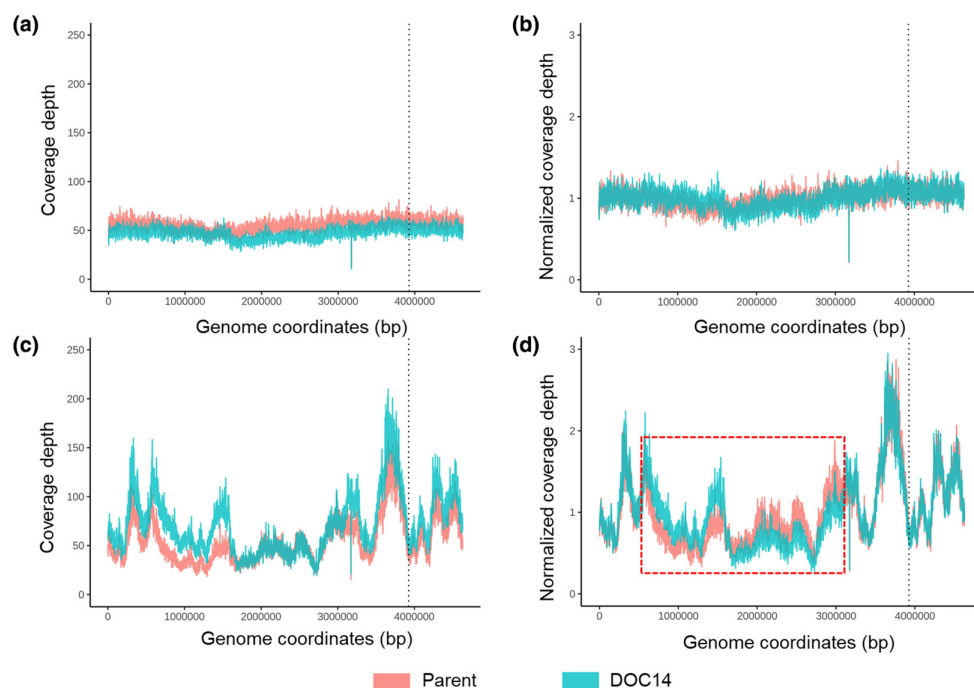 (a)
Coverage depth
250
200
150
100
50
0
0 1000000 2000000 3000000 4000000
Genome coordinates (bp)
(b)
Normalized coverage depth
3
2
1
0
0 1000000 2000000 3000000 4000000
Genome coordinates (bp)
(c)
Coverage depth
250
200
150
100
50
0
0 1000000 2000000 3000000 4000000
Genome coordinates (bp)
(d)
Normalized coverage depth
3
2
1
0
0 1000000 2000000 3000000 4000000
Genome coordinates (bp)
Parent DOC14